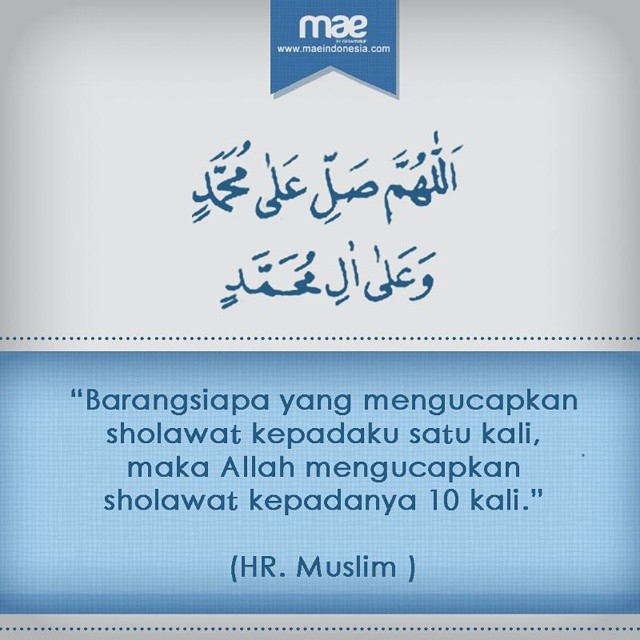 mae
www.maeindonesia.com
اَللّٰهُمَّ صَلِّ عَلٰى مُحَمَّدٍ
وَعَلٰى اٰلِ مُحَمَّدٍ
“Barangsiapa yang mengucapkan
sholawat kepadaku satu kali,
maka Allah mengucapkan
sholawat kepadanya 10 kali.”
(HR. Muslim )